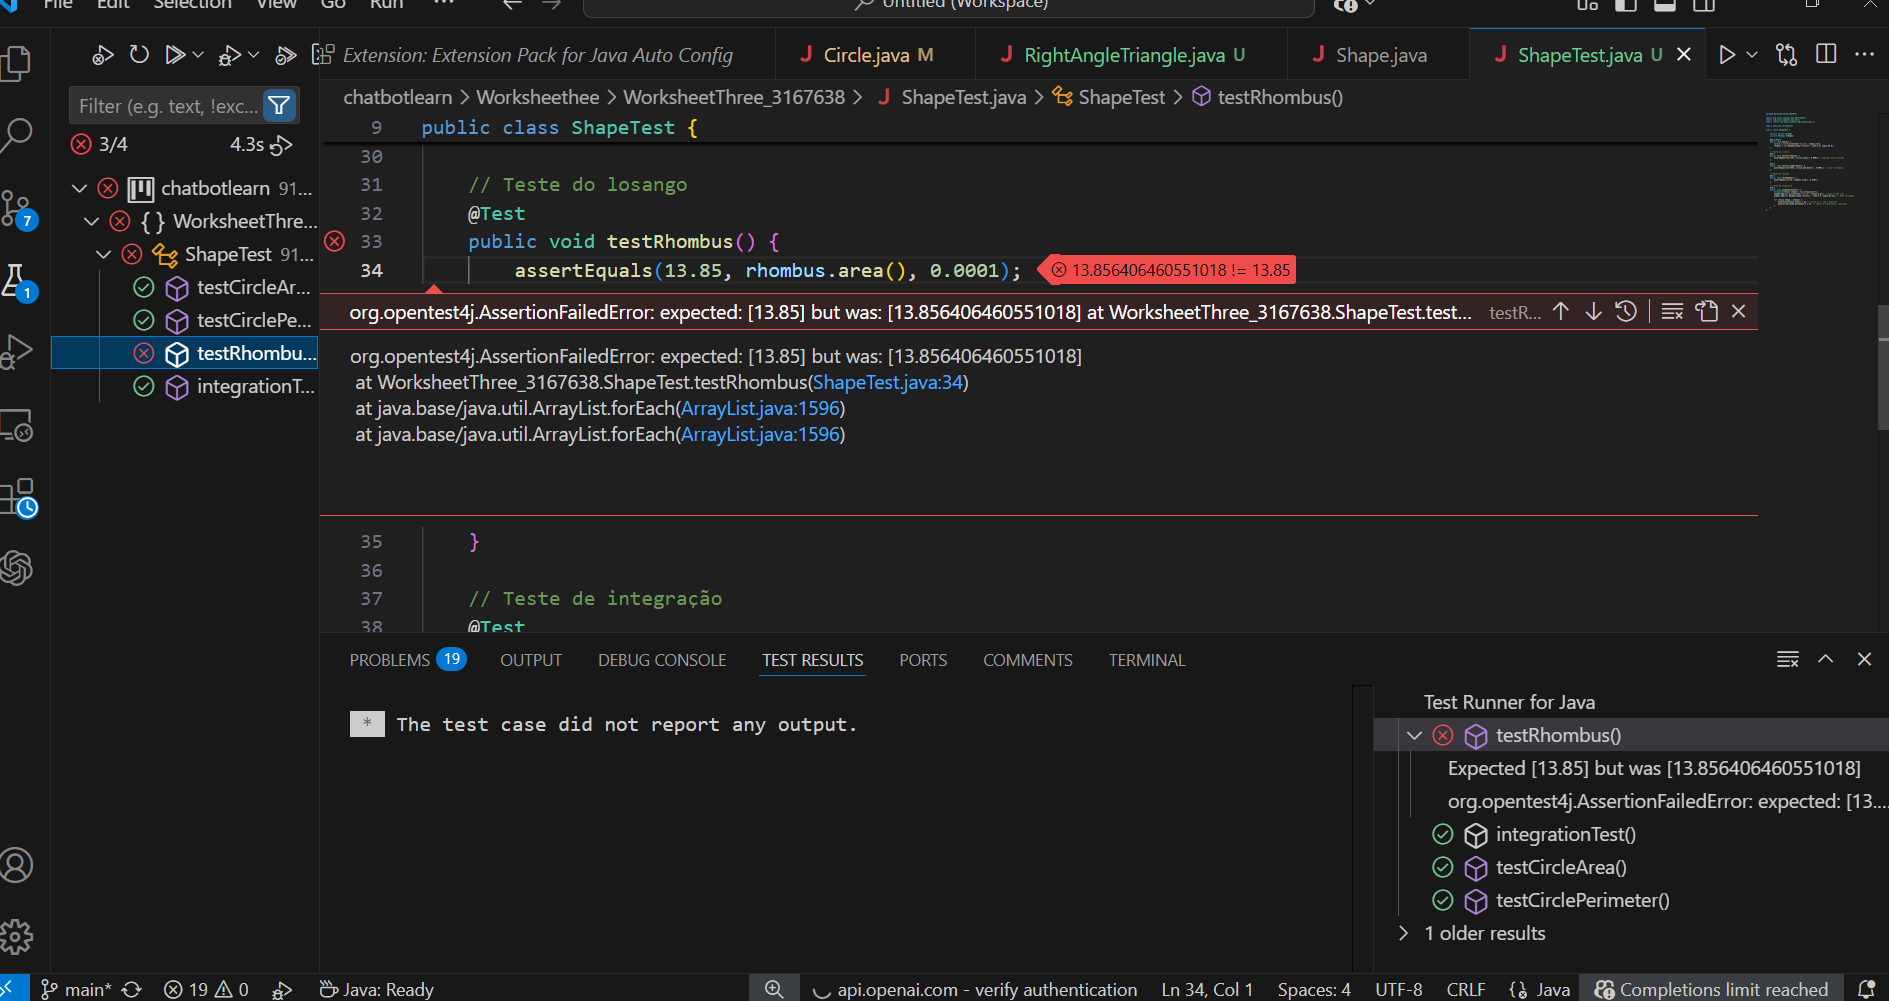 File Edit Selection View Go Run ... Untitled (Workspace)
Extension: Extension Pack for Java Auto Config Circle.java M RightAngleTriangle.java U Shape.java ShapeTest.java U
Filter (e.g. text, !exc...
3/4 4.3s
chatbotlearn 91...
WorksheetThre...
ShapeTest 91...
testCircleAr...
testCirclePe...
testRhombu...
integrationT...
chatbotlearn > Worksheethee > WorksheetThree_3167638 > J ShapeTest.java > ShapeTest > testRhombus()
9 public class ShapeTest {
30
31 // Teste do losango
32 @Test
33 public void testRhombus() {
34 assertEquals(13.85, rhombus.area(), 0.0001); 13.856406460551018 != 13.85
org.opentest4j.AssertionFailedError: expected: [13.85] but was: [13.856406460551018] at WorksheetThree_3167638.ShapeTest.test... testR...
org.opentest4j.AssertionFailedError: expected: [13.85] but was: [13.856406460551018]
at WorksheetThree_3167638.ShapeTest.testRhombus(ShapeTest.java:34)
at java.base/java.util.ArrayList.forEach(ArrayList.java:1596)
at java.base/java.util.ArrayList.forEach(ArrayList.java:1596)
35 }
36
37 // Teste de integração
38 @Test
PROBLEMS 19 OUTPUT DEBUG CONSOLE TEST RESULTS PORTS COMMENTS TERMINAL
* The test case did not report any output.
Test Runner for Java
testRhombus()
Expected [13.85] but was [13.856406460551018]
org.opentest4j.AssertionFailedError: expected: [13....
integrationTest()
testCircleArea()
testCirclePerimeter()
1 older results
7
1
main* 19 0 Java: Ready api.openai.com - verify authentication Ln 34, Col 1 Spaces: 4 UTF-8 CRLF {} Java Completions limit reached